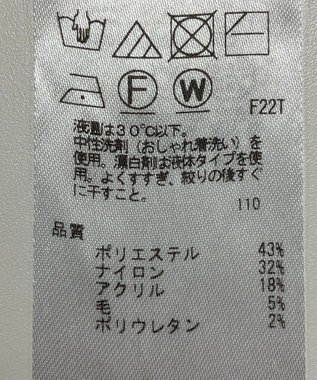 F W
F22T
液温は30℃以下。
中性洗剤（おしゃれ着洗い）を
使用。漂白剤は液体タイプを使
用。よくすすぎ、絞りの後すぐ
に干すこと。
110
品質
ポリエステル 43%
ナイロン 32%
アクリル 18%
毛 5%
ポリウレタン 2%